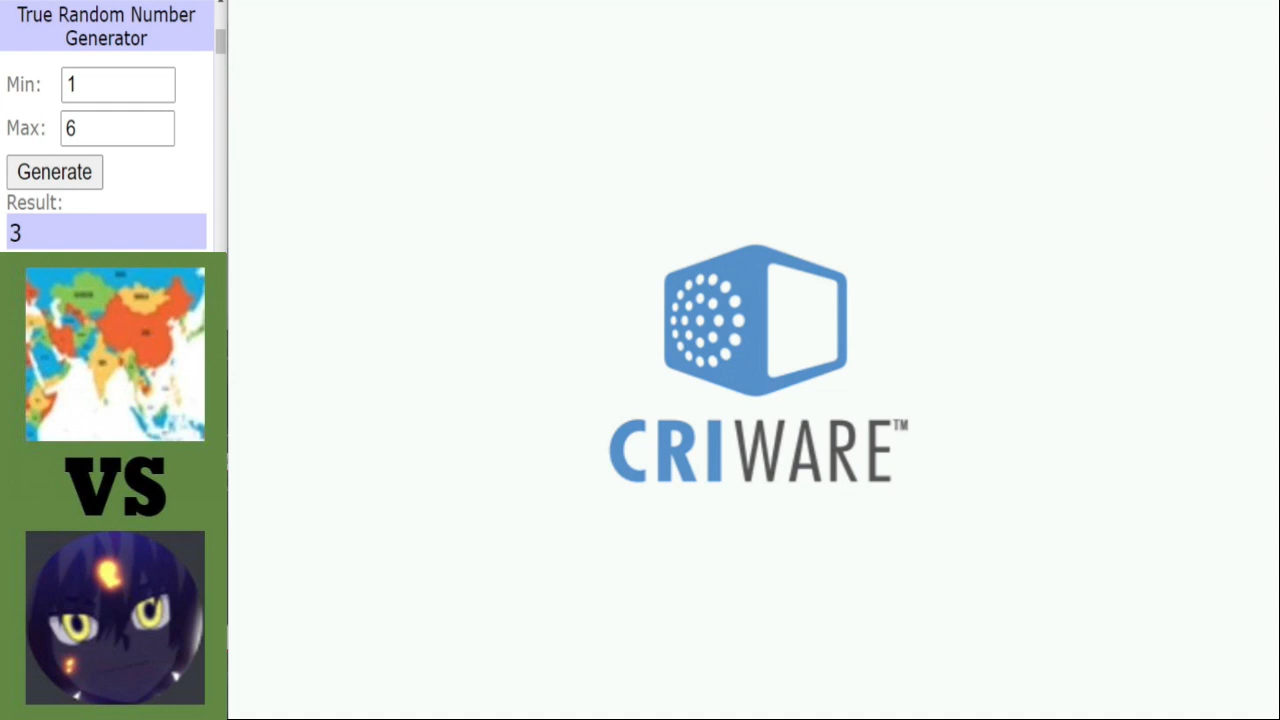 True Random Number
Generator
Min: 1
Max: 6
Generate
Result:
3
VS
CRIWARE™